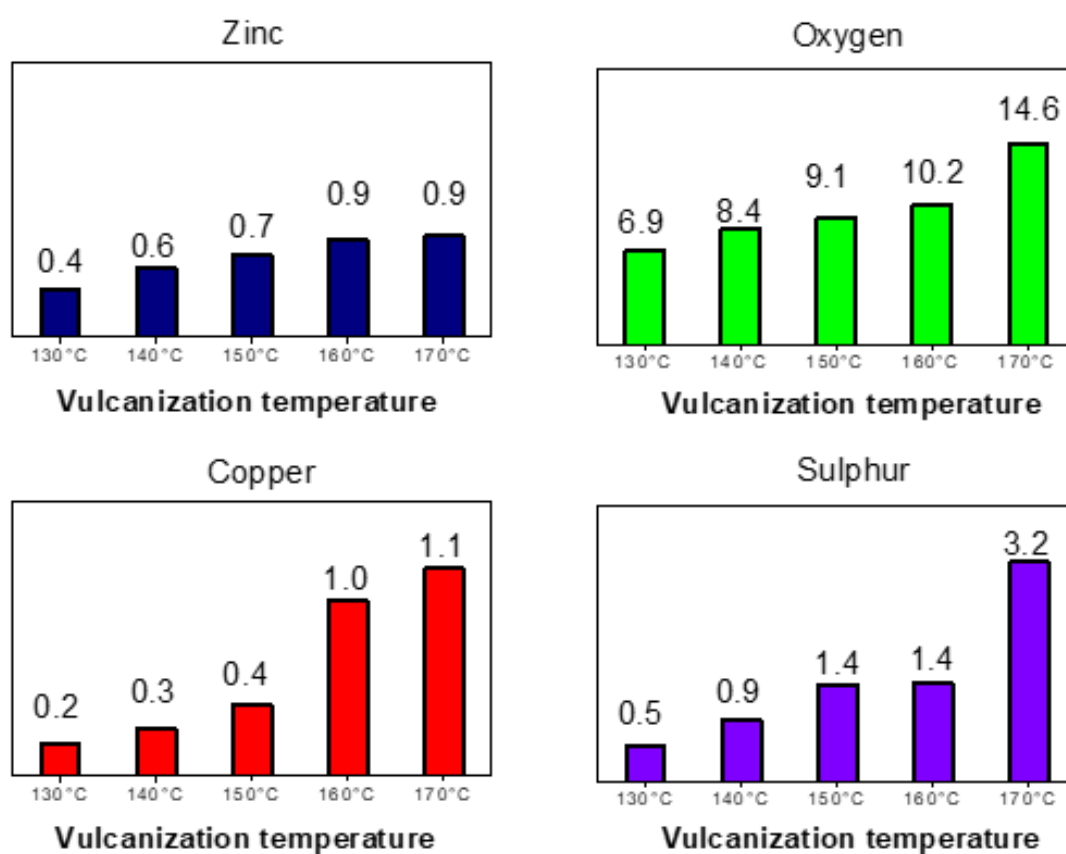 Zinc
0.4
0.6
0.7
0.9
0.9
130°C 140°C 150°C 160°C 170°C
Vulcanization temperature
Oxygen
6.9
8.4
9.1
10.2
14.6
130°C 140°C 150°C 160°C 170°C
Vulcanization temperature
Copper
0.2
0.3
0.4
1.0
1.1
130°C 140°C 150°C 160°C 170°C
Vulcanization temperature
Sulphur
0.5
0.9
1.4
1.4
3.2
130°C 140°C 150°C 160°C 170°C
Vulcanization temperature